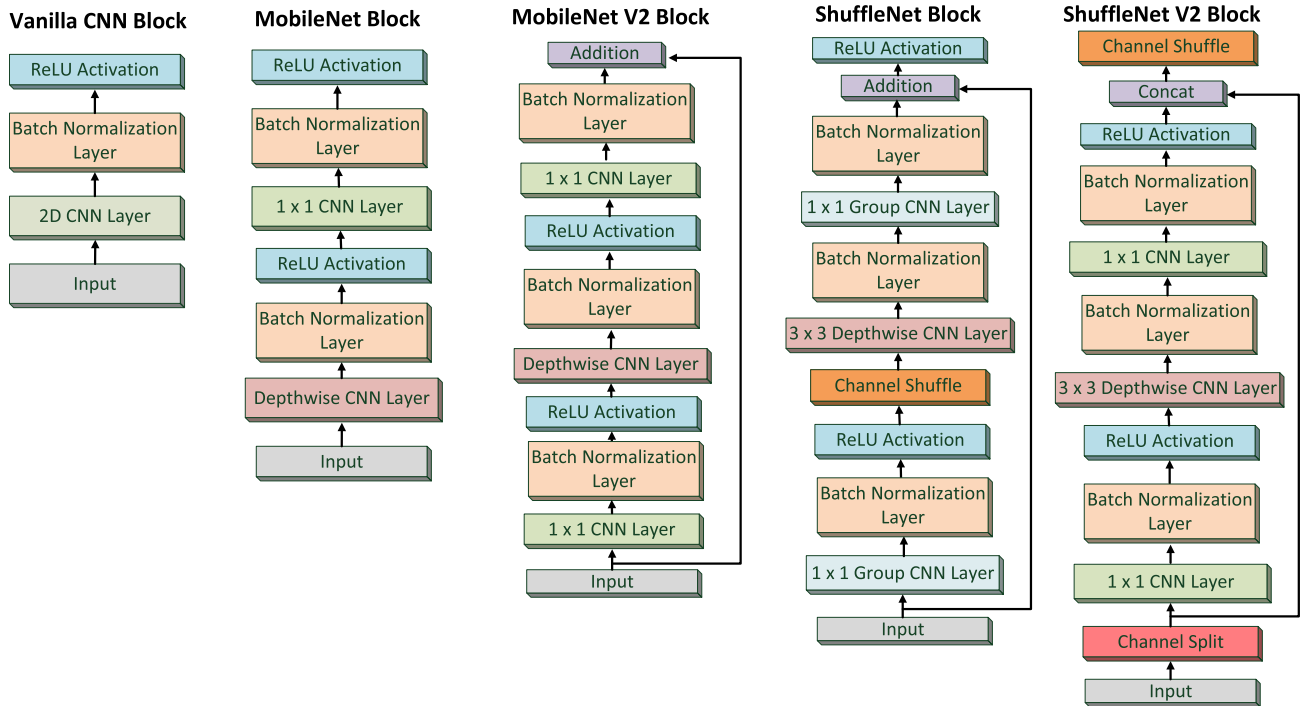 Vanilla CNN Block
ReLU Activation
Batch Normalization
Layer
2D CNN Layer
Input
MobileNet Block
ReLU Activation
Batch Normalization
Layer
1 x 1 CNN Layer
ReLU Activation
Batch Normalization
Layer
Depthwise CNN Layer
Input
MobileNet V2 Block
Addition
Batch Normalization
Layer
1 x 1 CNN Layer
ReLU Activation
Batch Normalization
Layer
Depthwise CNN Layer
ReLU Activation
Batch Normalization
Layer
1 x 1 CNN Layer
Input
ShuffleNet Block
ReLU Activation
Addition
Batch Normalization
Layer
1 x 1 Group CNN Layer
Batch Normalization
Layer
3 x 3 Depthwise CNN Layer
Channel Shuffle
ReLU Activation
Batch Normalization
Layer
1 x 1 Group CNN Layer
Input
ShuffleNet V2 Block
Channel Shuffle
Concat
ReLU Activation
Batch Normalization
Layer
1 x 1 CNN Layer
Batch Normalization
Layer
3 x 3 Depthwise CNN Layer
ReLU Activation
Batch Normalization
Layer
1 x 1 CNN Layer
Channel Split
Input